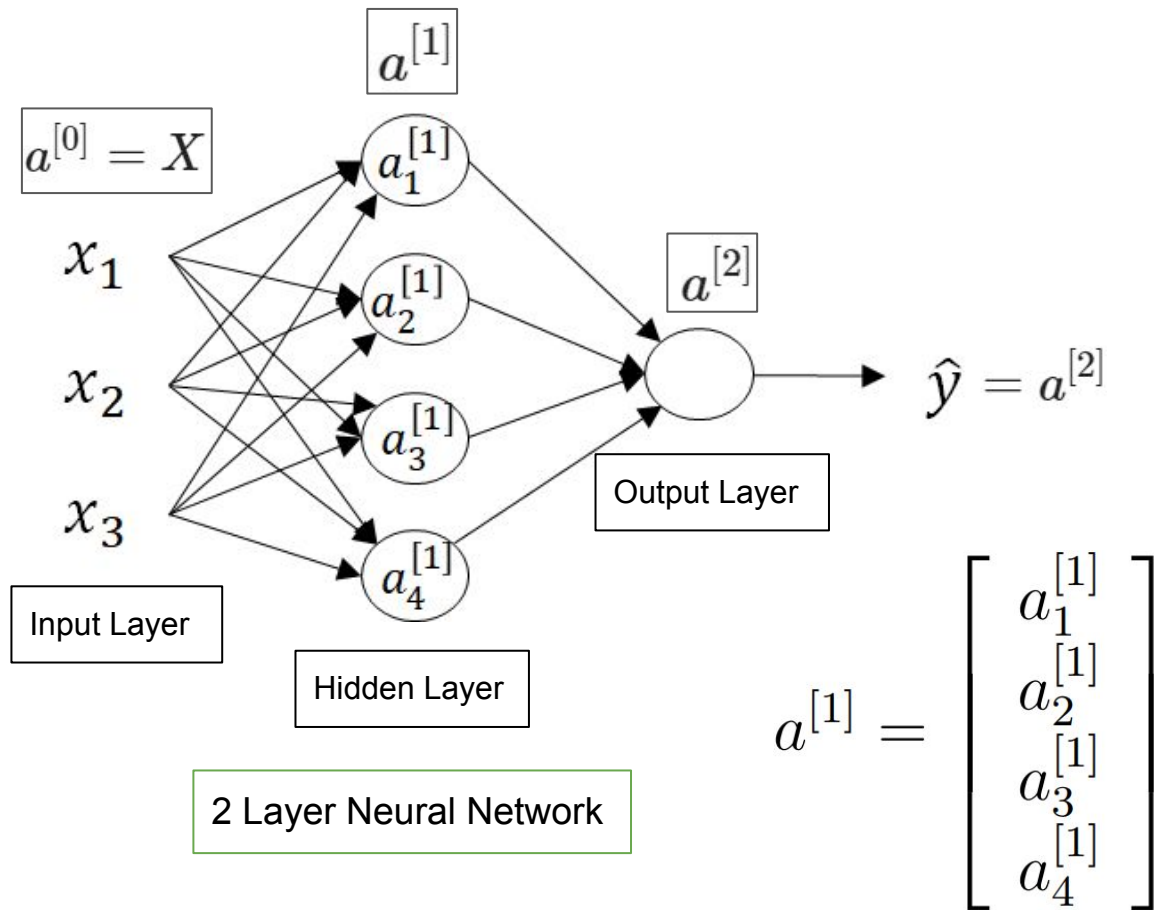 a^{[1]}
a^{[0]} = X
a_1^{[1]}
x_1
a_2^{[1]}
a^{[2]}
x_2
ŷ = a^{[2]}
a_3^{[1]}
Output Layer
x_3
a_4^{[1]}
Input Layer
Hidden Layer
2 Layer Neural Network
a^{[1]} = [
a_1^{[1]}
a_2^{[1]}
a_3^{[1]}
a_4^{[1]}
]